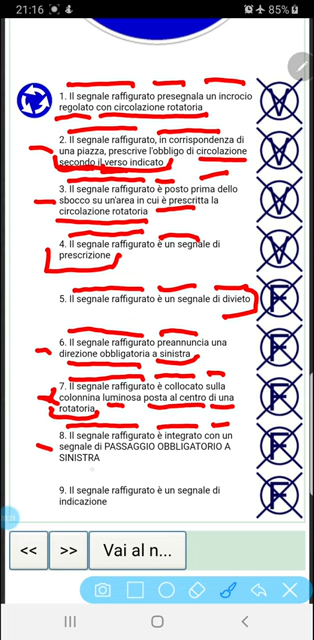 21:16 85%
1. Il segnale raffigurato presegnala un incrocio
regolato con circolazione rotatoria
V
2. Il segnale raffigurato, in corrispondenza di
una piazza, prescrive l'obbligo di circolazione
secondo il verso indicato
V
3. Il segnale raffigurato è posto prima dello
sbocco su un'area in cui è prescritta la
circolazione rotatoria
V
4. Il segnale raffigurato è un segnale di
prescrizione
V
5. Il segnale raffigurato è un segnale di divieto
F
6. Il segnale raffigurato preannuncia una
direzione obbligatoria a sinistra
F
7. Il segnale raffigurato è collocato sulla
colonnina luminosa posta al centro di una
rotatoria
F
8. Il segnale raffigurato è integrato con un
segnale di PASSAGGIO OBBLIGATORIO A
SINISTRA
F
9. Il segnale raffigurato è un segnale di
indicazione
F
<< >> Vai al n...